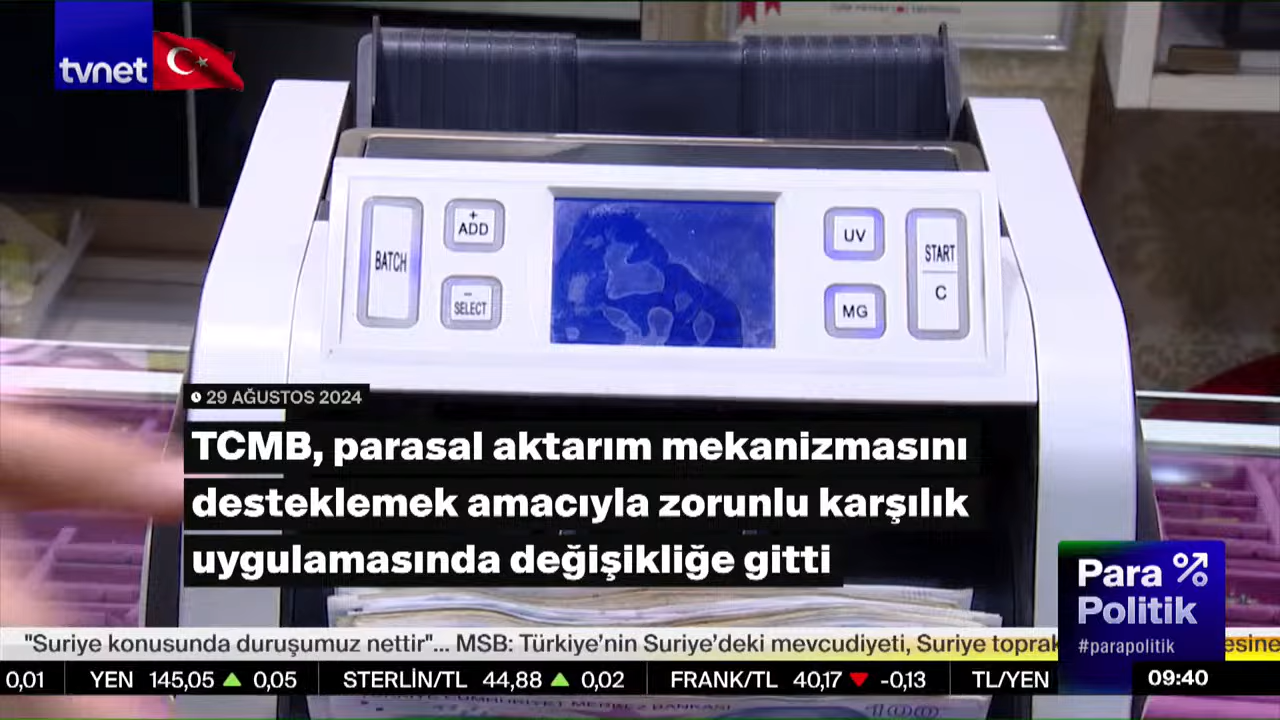 tvnet
BATCH
+
ADD
−
SELECT
UV
MG
START
C
29 AĞUSTOS 2024
TCMB, parasal aktarım mekanizmasını
desteklemek amacıyla zorunlu karşılık
uygulamasında değişikliğe gitti
Para
Politik
#parapolitik
"Suriye konusunda duruşumuz nettir"... MSB: Türkiye'nin Suriye'deki mevcudiyeti, Suriye toprak
0,01 YEN 145,05 ▲ 0,05 STERLİN/TL 44,88 ▲ 0,02 FRANK/TL 40,17 ▼ -0,13 TL/YEN 09:40
100